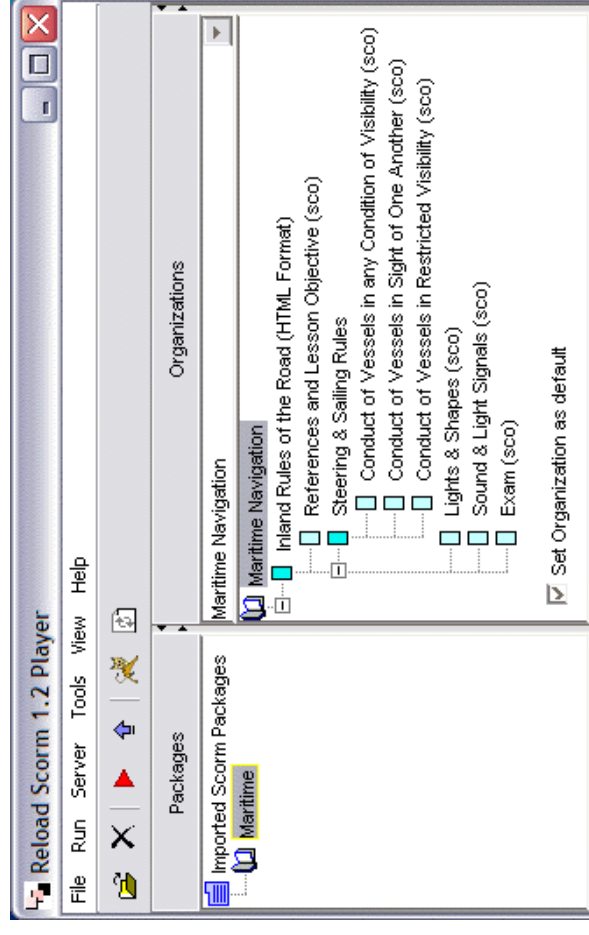 Reload Scorm 1.2 Player
File Run Server Tools View Help
Packages
Imported Scorm Packages
Maritime
Organizations
Maritime Navigation
Maritime Navigation
Inland Rules of the Road (HTML Format)
References and Lesson Objective (sco)
Steering & Sailing Rules
Conduct of Vessels in any Condition of Visibility (sco)
Conduct of Vessels in Sight of One Another (sco)
Conduct of Vessels in Restricted Visibility (sco)
Lights & Shapes (sco)
Sound & Light Signals (sco)
Exam (sco)
Set Organization as default